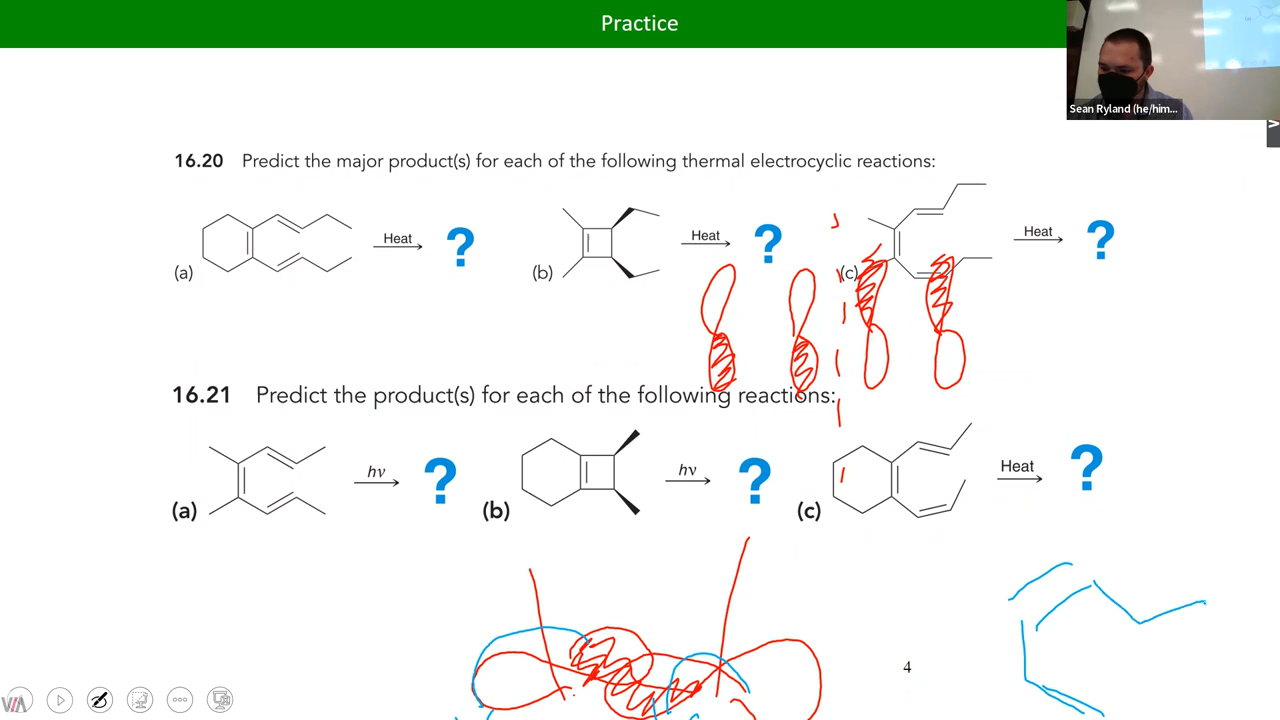 Practice
Sean Ryland (he/him...
16.20 Predict the major product(s) for each of the following thermal electrocyclic reactions:
(a) Heat ? (b) Heat ? (c) Heat ?
16.21 Predict the product(s) for each of the following reactions:
(a) hν ? (b) hν ? (c) Heat ?
4